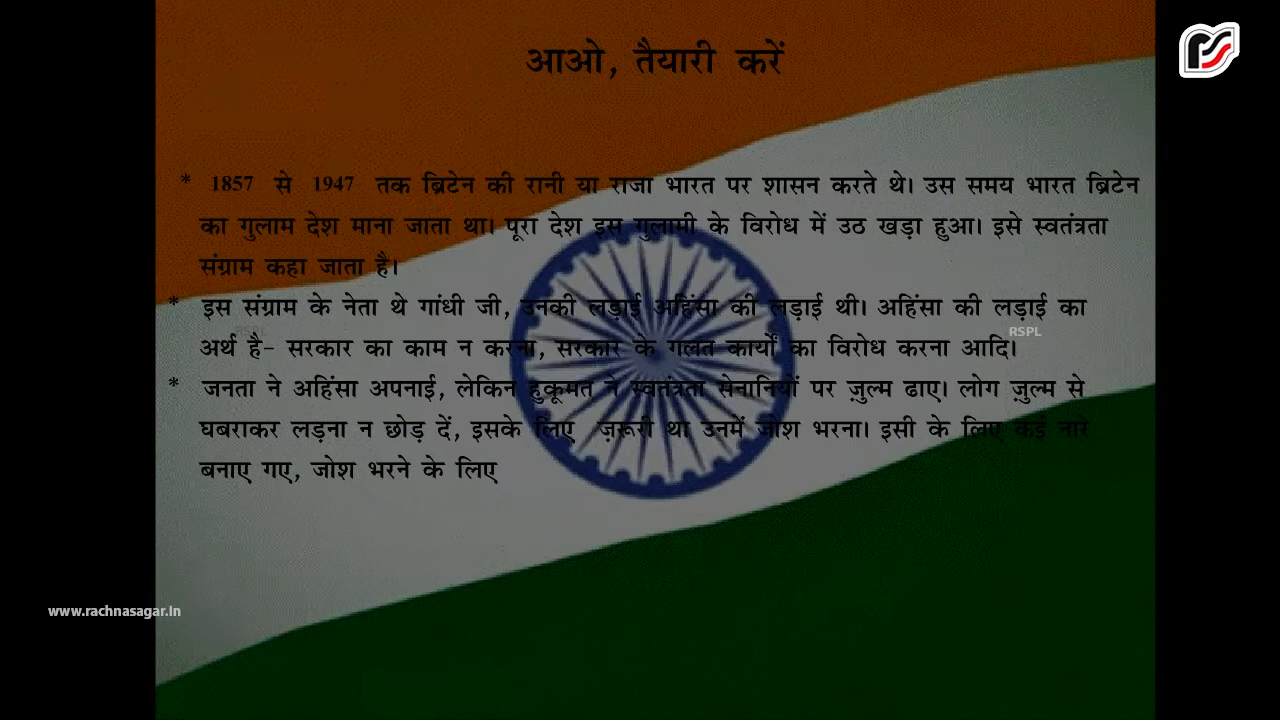 आओ, तैयारी करें
* 1857 से 1947 तक ब्रिटेन की रानी या राजा भारत पर शासन करते थे। उस समय भारत ब्रिटेन
का गुलाम देश माना जाता था। पूरा देश इस गुलामी के विरोध में उठ खड़ा हुआ। इसे स्वतंत्रता
संग्राम कहा जाता है।
* इस संग्राम के नेता थे गांधी जी, उनकी लड़ाई अहिंसा की लड़ाई थी। अहिंसा की लड़ाई का
RSPL
अर्थ है- सरकार का काम न करना, सरकार के गलत कार्यों का विरोध करना आदि।
* जनता ने अहिंसा अपनाई, लेकिन हुकूमत ने स्वतंत्रता सेनानियों पर ज़ुल्म ढाए। लोग ज़ुल्म से
घबराकर लड़ना न छोड़ दें, इसके लिए ज़रूरी था उनमें जोश भरना। इसी के लिए कई नारे
बनाए गए, जोश भरने के लिए
www.rachnasagar.in